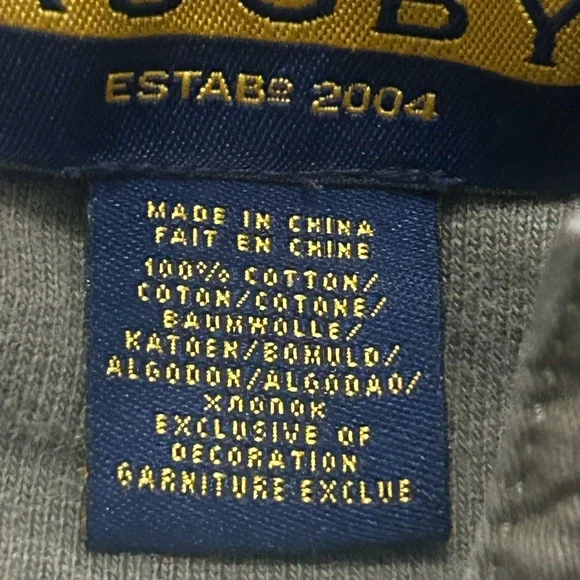 RUGBY
ESTABD 2004
MADE IN CHINA
FAIT EN CHINE
100% COTTON/
COTON/COTONE/
BAUMWOLLE/
KATOEN/BOMULD/
ALGODON/ALGODAO/
ХЛОПОК
EXCLUSIVE OF
DECORATION
GARNITURE EXCLUE